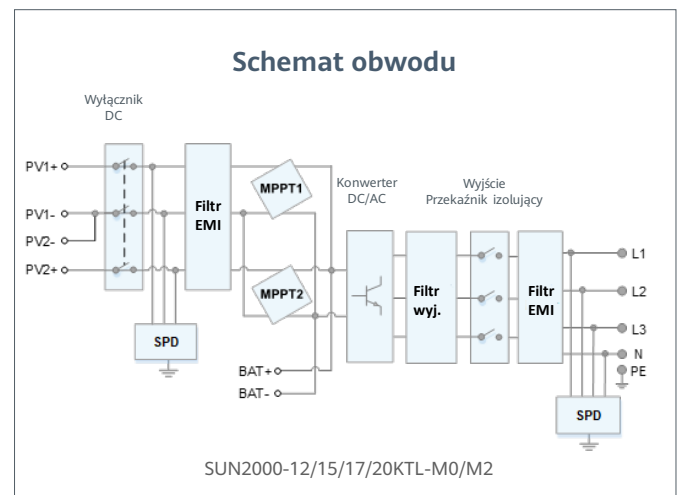 Schemat obwodu
Wyłącznik
DC
PV1+
PV1-
PV2-
PV2+
Filtr
EMI
SPD
MPPT1
MPPT2
BAT+
BAT-
Konwerter
DC/AC
Filtr
wyj.
Wyjście
Przekaźnik izolujący
Filtr
EMI
L1
L2
L3
N
PE
SPD
SUN2000-12/15/17/20KTL-M0/M2